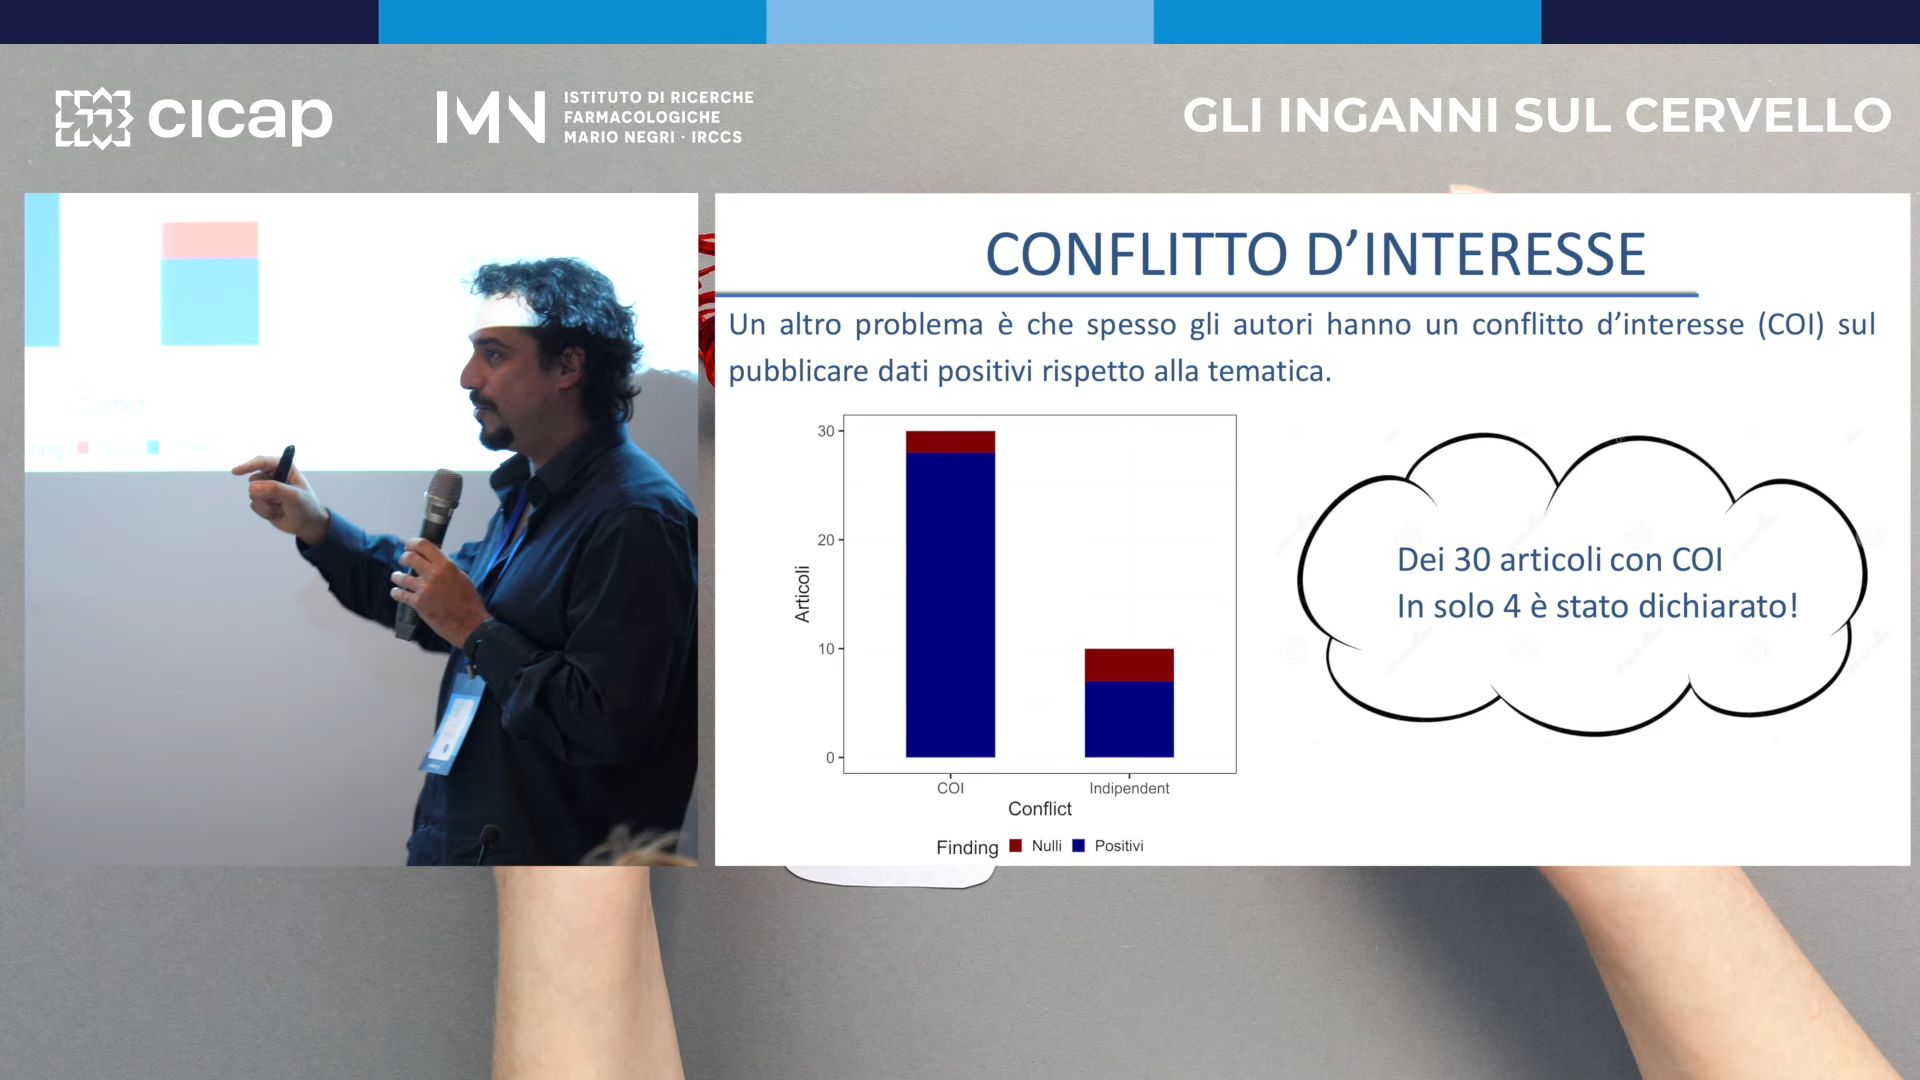 cicap
IMN
ISTITUTO DI RICERCHE
FARMACOLOGICHE
MARIO NEGRI · IRCCS
GLI INGANNI SUL CERVELLO
Conflict
CONFLITTO D’INTERESSE
Un altro problema è che spesso gli autori hanno un conflitto d’interesse (COI) sul
pubblicare dati positivi rispetto alla tematica.
30
20
10
0
Articoli
COI
Indipendent
Conflict
Finding Nulli Positivi
Dei 30 articoli con COI
In solo 4 è stato dichiarato!